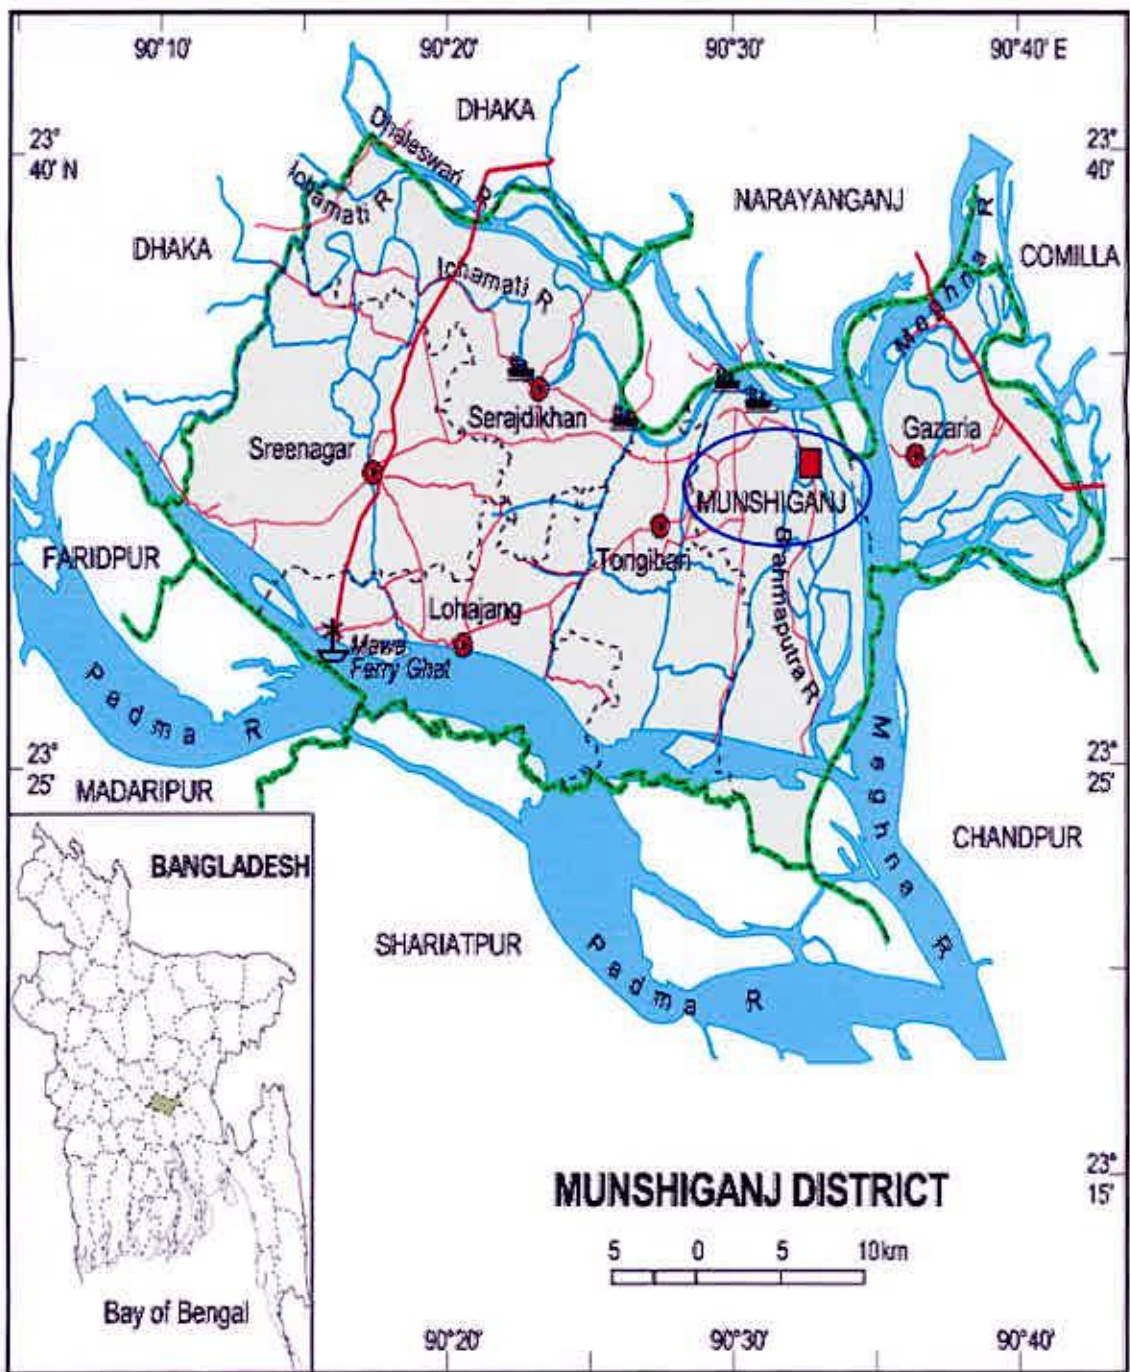 90°10'
90°20'
90°30'
90°40' E
23°
40' N
23°
40'
DHAKA
Dhaleswari R
Ichamati R
NARAYANGANJ
DHAKA
COMILLA
Ichamati R
Meghna R
Serajdikhan
Sreenagar
Gazaria
MUNSHIGANJ
FARIDPUR
Tongibari
Brahmaputra R
Lohajang
Mawa
Ferry Ghat
Padma R
Meghna R
23°
25'
23°
25'
MADARIPUR
CHANDPUR
BANGLADESH
SHARIATPUR
Padma R
Bay of Bengal
MUNSHIGANJ DISTRICT
23°
15'
5 0 5 10km
90°20'
90°30'
90°40'